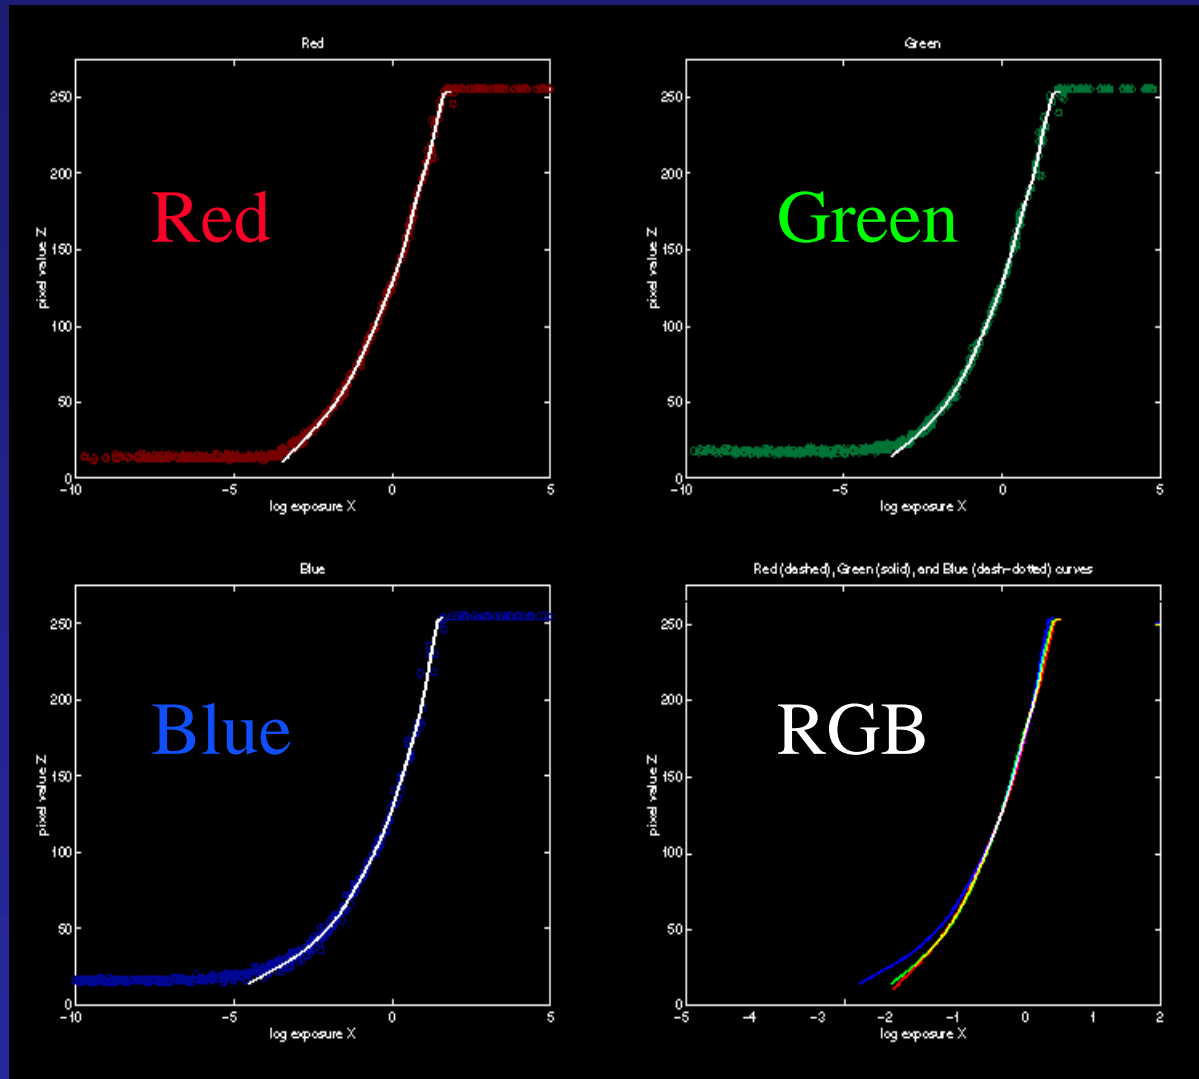 Red
250
200
150
100
50
0
pixel value Z
Red
-10
-5
0
5
log exposure X
Green
250
200
150
100
50
0
pixel value Z
Green
-10
-5
0
5
log exposure X
Blue
250
200
150
100
50
0
pixel value Z
Blue
-10
-5
0
5
log exposure X
Red (dashed), Green (solid), and Blue (dash-dotted) curves
250
200
150
100
50
0
pixel value Z
RGB
-5
-4
-3
-2
-1
0
1
2
log exposure X